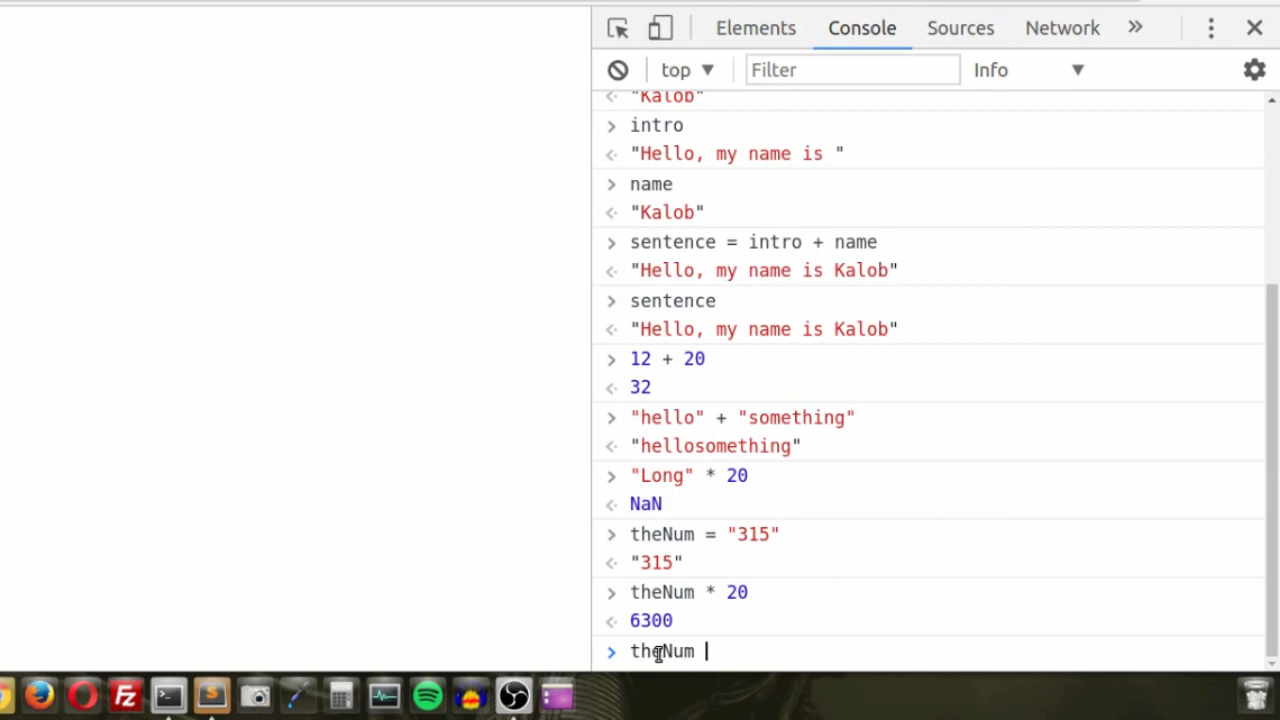 Elements Console Sources Network »
top ▼ Filter Info ▼
"Kalob"
> intro
"Hello, my name is "
> name
"Kalob"
> sentence = intro + name
"Hello, my name is Kalob"
> sentence
"Hello, my name is Kalob"
> 12 + 20
32
> "hello" + "something"
"hellosomething"
> "Long" * 20
NaN
> theNum = "315"
"315"
> theNum * 20
6300
> theNum
Fz S